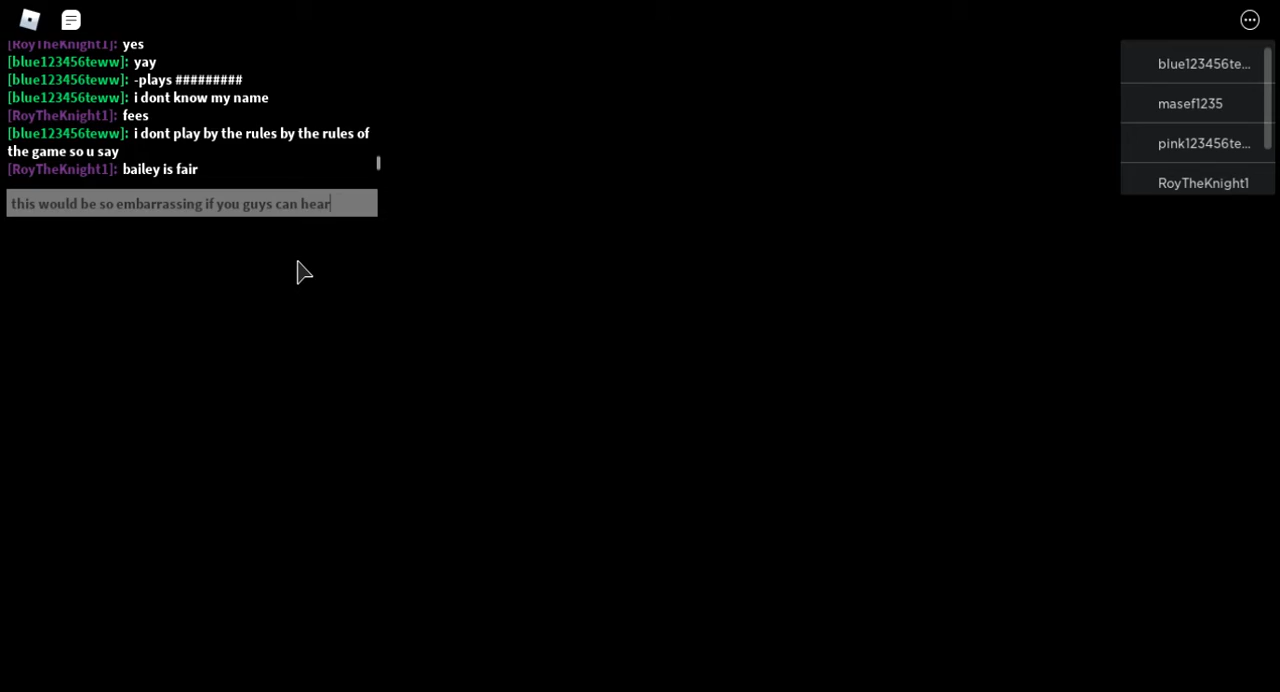 [RoyTheKnight1]: yes
[blue123456teww]: yay
[blue123456teww]: -plays #########
[blue123456teww]: i dont know my name
[RoyTheKnight1]: fees
[blue123456teww]: i dont play by the rules by the rules of
the game so u say
[RoyTheKnight1]: bailey is fair
this would be so embarrassing if you guys can hear
blue123456te...
masef1235
pink123456te...
RoyTheKnight1